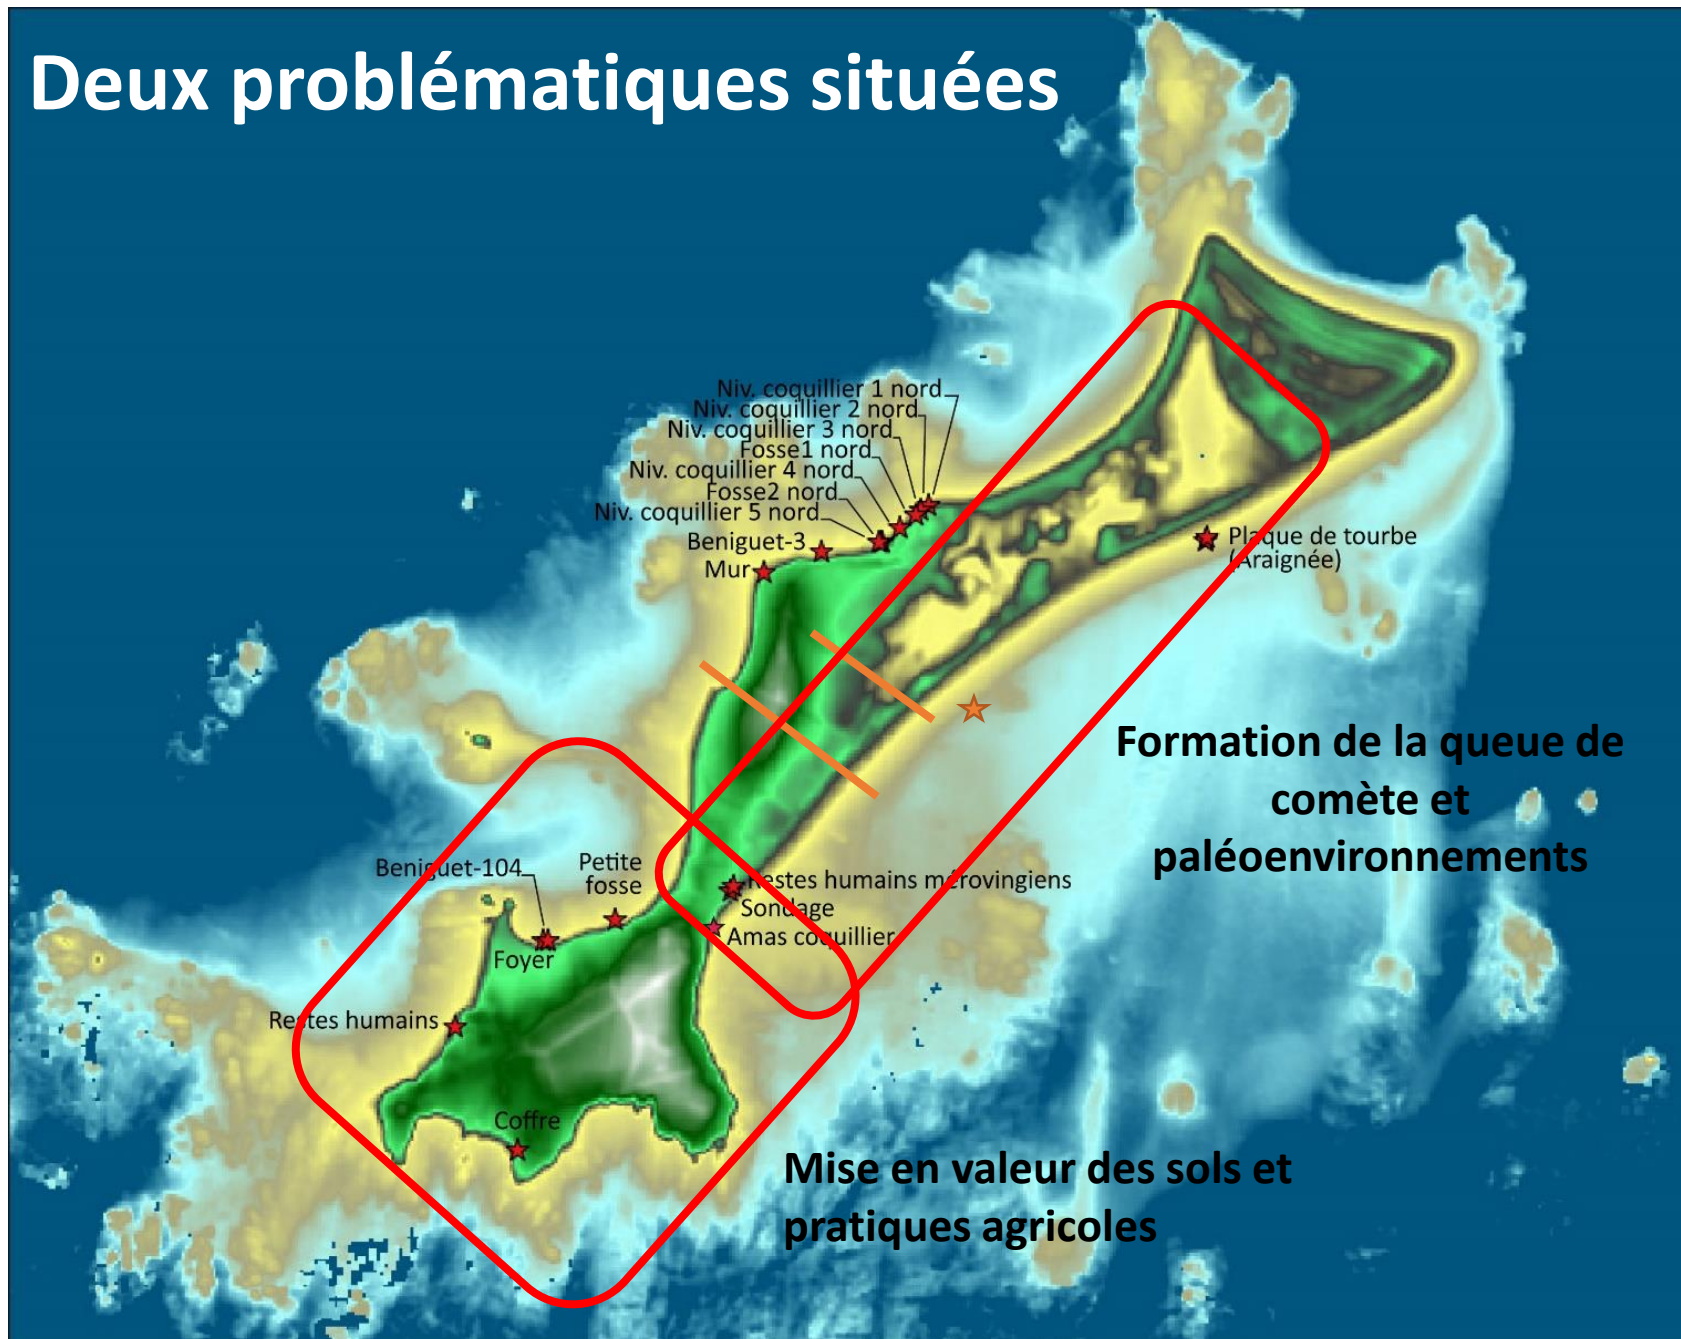 Deux problématiques situées
Niv. coquillier 1 nord
Niv. coquillier 2 nord
Niv. coquillier 3 nord
Fosse1 nord
Niv. coquillier 4 nord
Fosse2 nord
Niv. coquillier 5 nord
Beniguet-3
Mur
Plaque de tourbe
(Araignée)
Formation de la queue de
comète et
paléoenvironnements
Beniguet-104
Petite
fosse
Restes humains mérovingiens
Sondage
Amas coquillier
Foyer
Restes humains
Coffre
Mise en valeur des sols et
pratiques agricoles